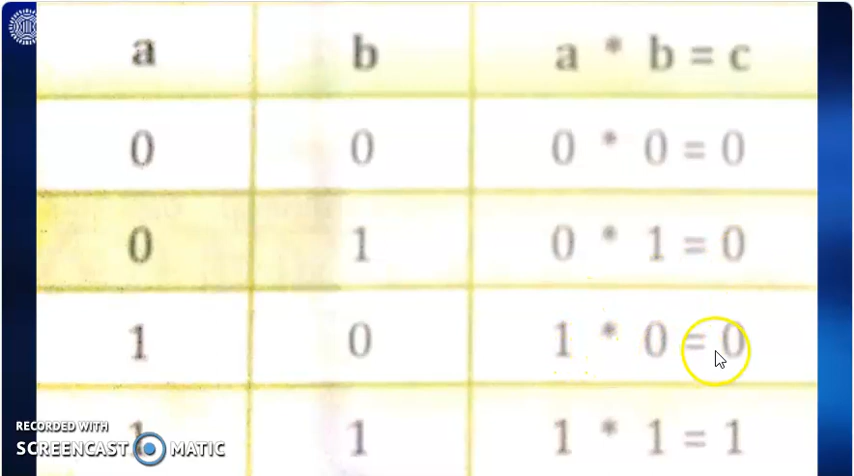 a b a * b = c
0 0 0 * 0 = 0
0 1 0 * 1 = 0
1 0 1 * 0 = 0
1 1 1 * 1 = 1
RECORDED WITH
SCREENCAST MATIC